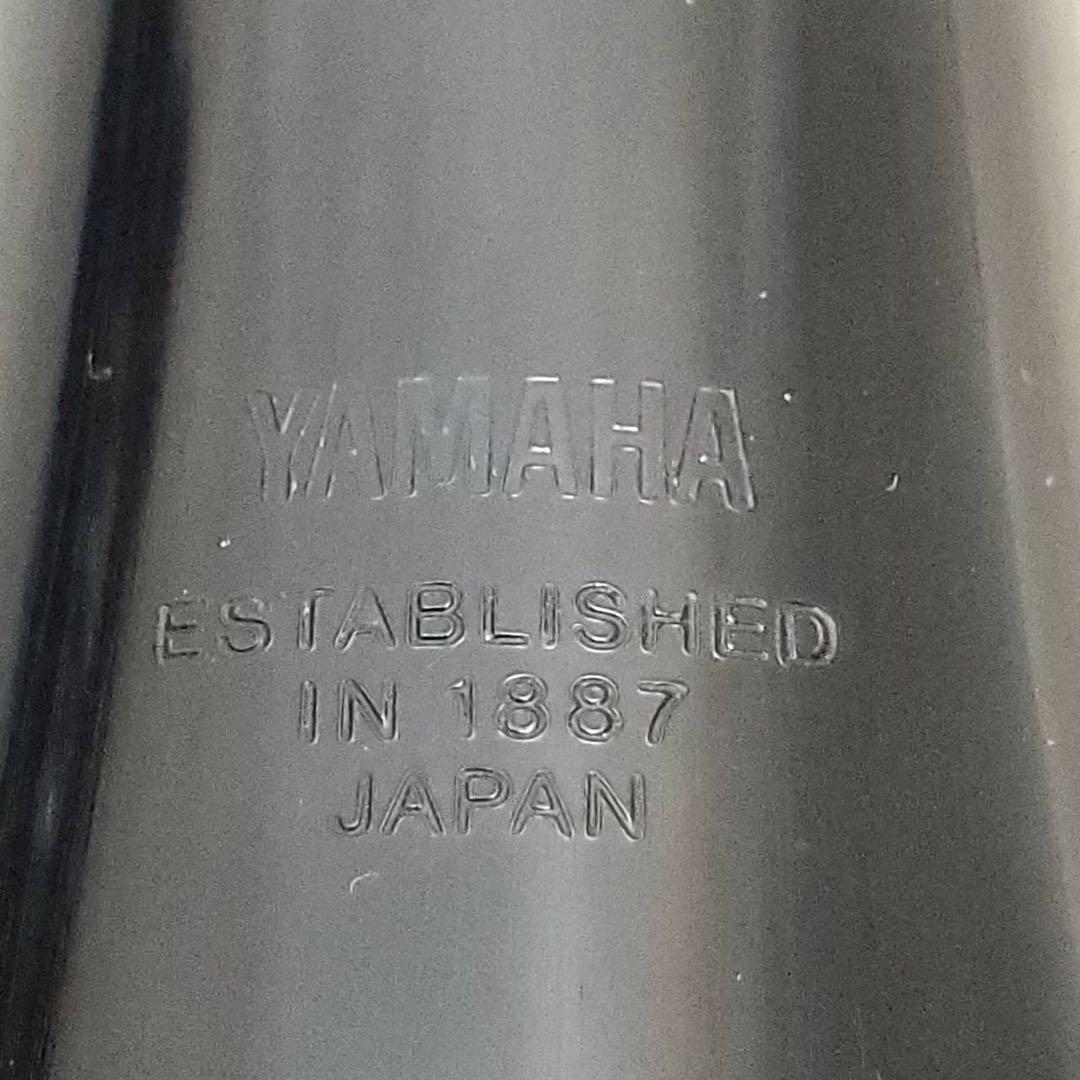 YAMAHA
ESTABLISHED
IN 1887
JAPAN